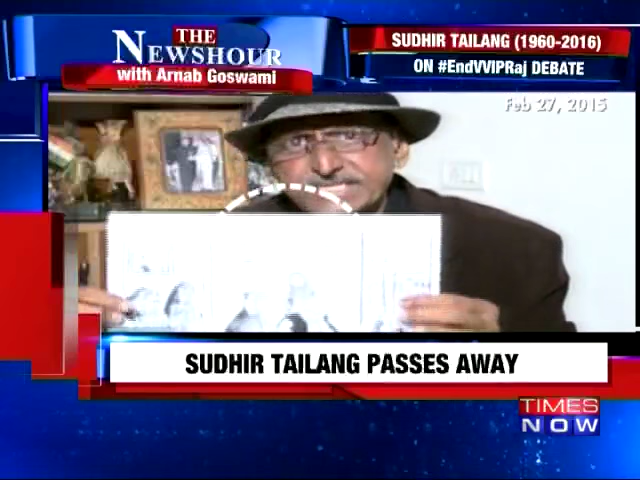 THE
NEWSHOUR
with Arnab Goswami
SUDHIR TAILANG (1960-2016)
ON #EndVVIPRaj DEBATE
Feb 27, 2015
SUDHIR TAILANG PASSES AWAY
TIMES
NOW